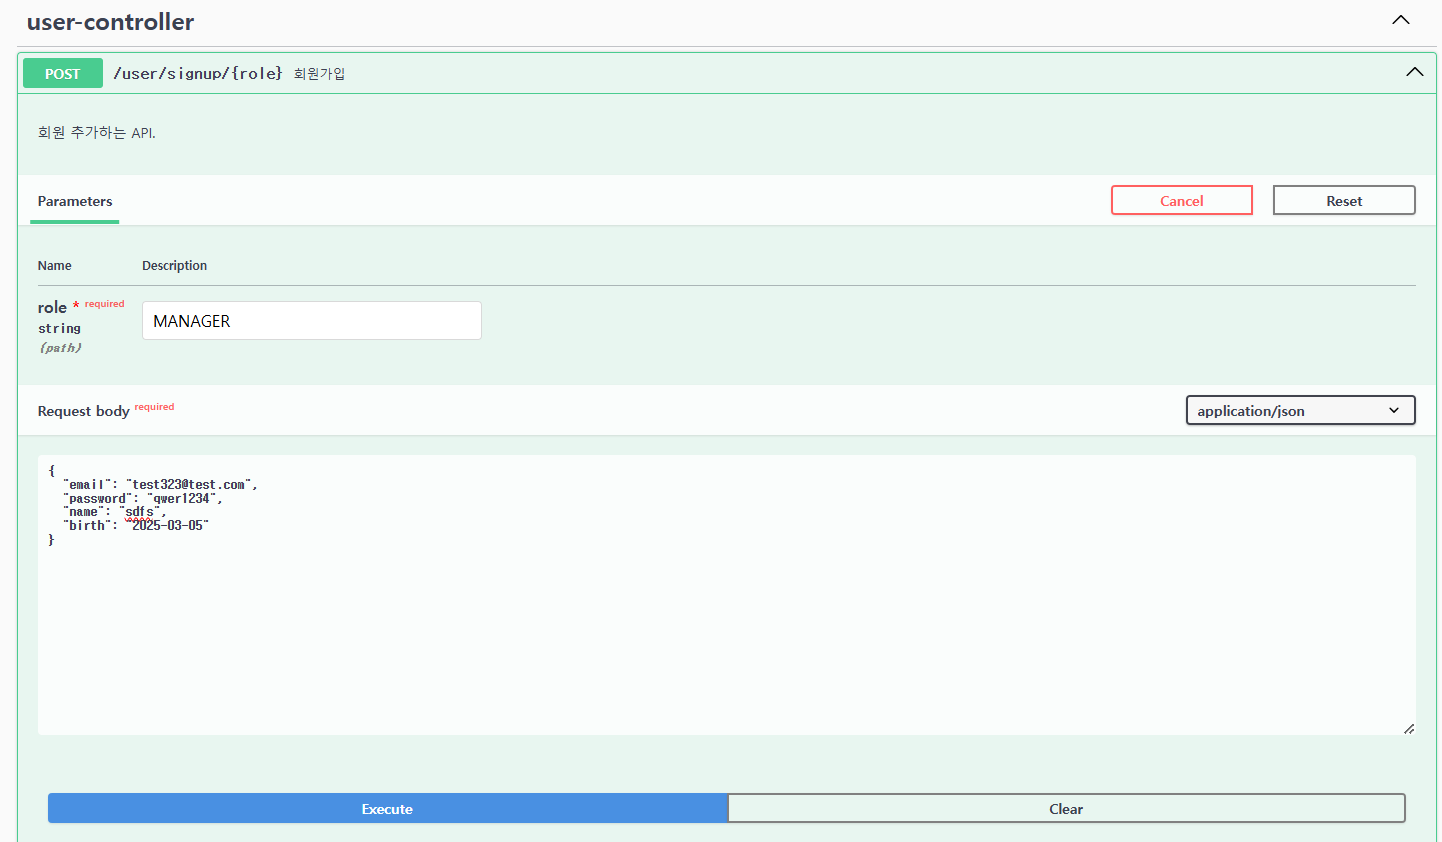 user-controller
POST /user/signup/{role} 회원가입
회원 추가하는 API.
Parameters Cancel Reset
Name Description
role * required
string
(path)
MANAGER
Request body required application/json
{
"email": "test323@test.com",
"password": "qwer1234",
"name": "sdfs",
"birth": "2025-03-05"
}
Execute Clear